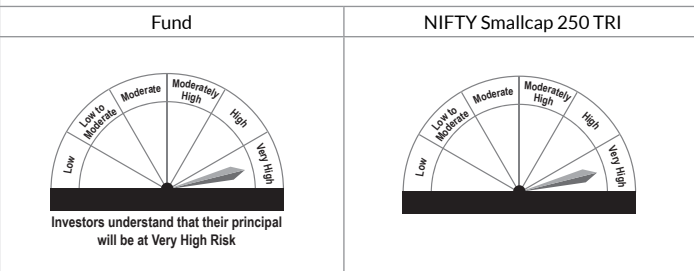 Fund
NIFTY Smallcap 250 TRI
Low
Low to
Moderate
Moderate
Moderately
High
High
Very High
Investors understand that their principal
will be at Very High Risk
Low
Low to
Moderate
Moderate
Moderately
High
High
Very High